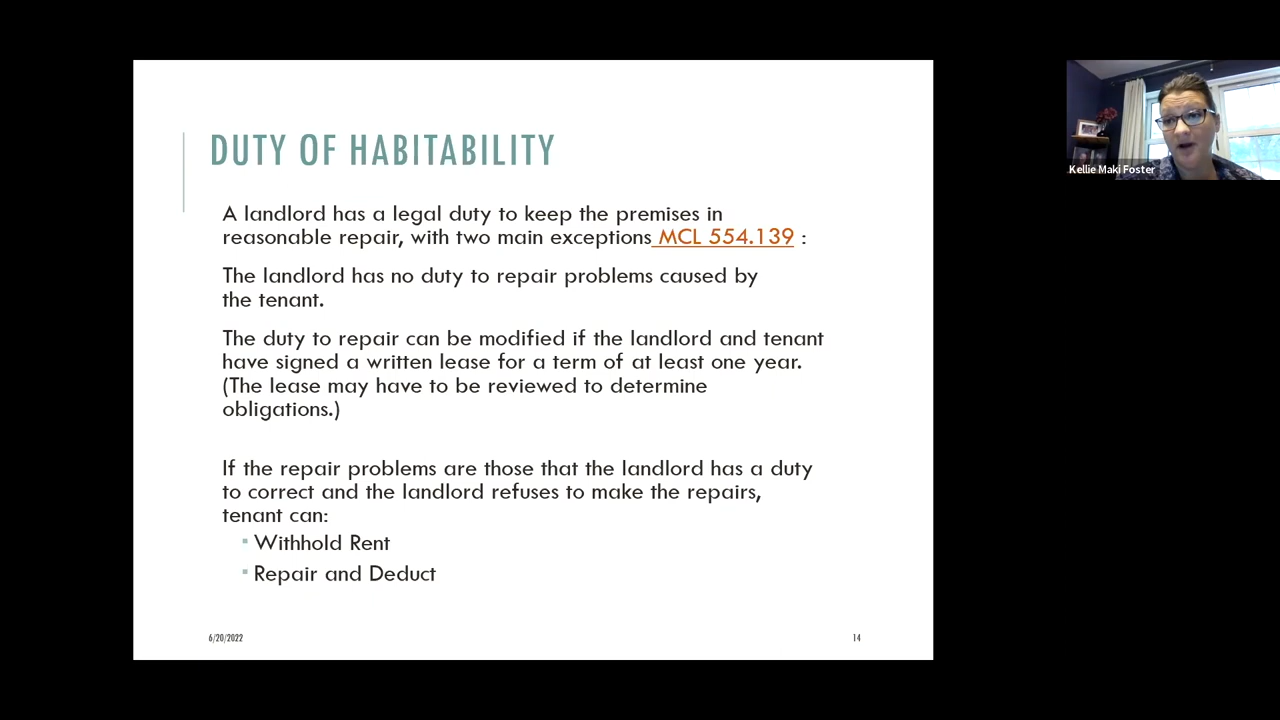 DUTY OF HABITABILITY
A landlord has a legal duty to keep the premises in
reasonable repair, with two main exceptions MCL 554.139 :
The landlord has no duty to repair problems caused by
the tenant.
The duty to repair can be modified if the landlord and tenant
have signed a written lease for a term of at least one year.
(The lease may have to be reviewed to determine
obligations.)
If the repair problems are those that the landlord has a duty
to correct and the landlord refuses to make the repairs,
tenant can:
▪ Withhold Rent
▪ Repair and Deduct
6/20/2022
14
Kellie Maki Foster